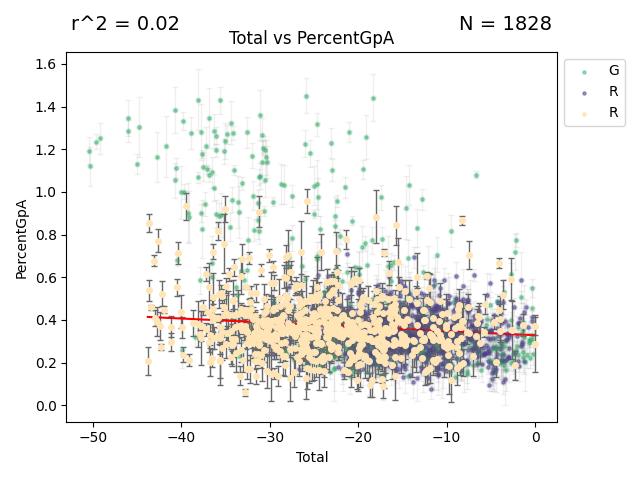 r^2 = 0.02
N = 1828
Total vs PercentGpA
1.6
1.4
1.2
1.0
0.8
0.6
0.4
0.2
0.0
PercentGpA
−50
−40
−30
−20
−10
0
Total
G
R
R